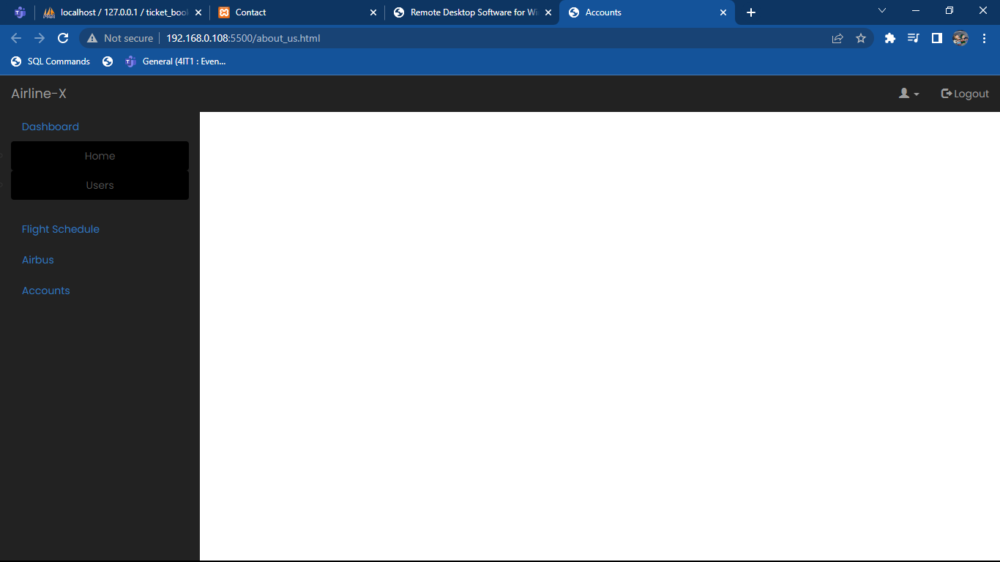 localhost / 127.0.0.1 / ticket_boo
Contact
Remote Desktop Software for Wi
Accounts
Not secure 192.168.0.108:5500/about_us.html
SQL Commands
General (4IT1 : Even...
Airline-X
Logout
Dashboard
Home
Users
Flight Schedule
Airbus
Accounts